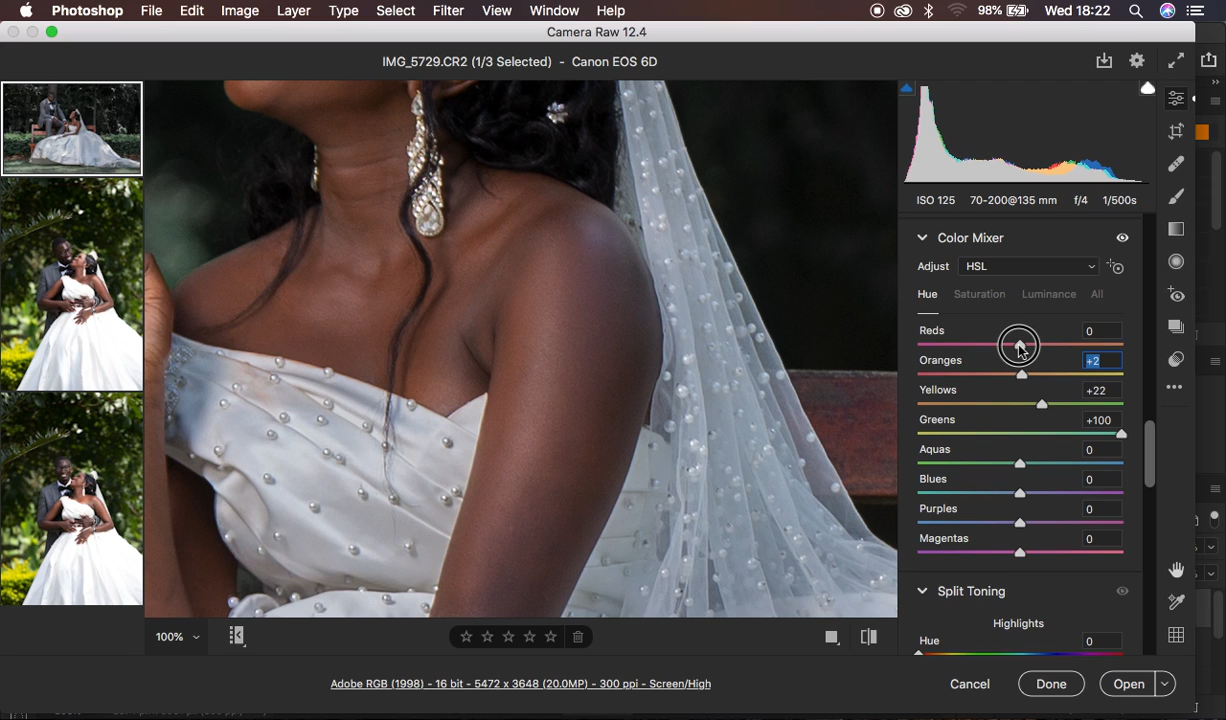 Photoshop File Edit Image Layer Type Select Filter View Window Help 98% Wed 18:22
Camera Raw 12.4
IMG_5729.CR2 (1/3 Selected) - Canon EOS 6D
ISO 125 70-200@135 mm f/4 1/500s
Color Mixer
Adjust HSL
Hue Saturation Luminance All
Reds 0
Oranges +2
Yellows +22
Greens +100
Aquas 0
Blues 0
Purples 0
Magentas 0
Split Toning
Highlights
Hue 0
100%
Adobe RGB (1998) - 16 bit - 5472 x 3648 (20.0MP) - 300 ppi - Screen/High
Cancel Done Open